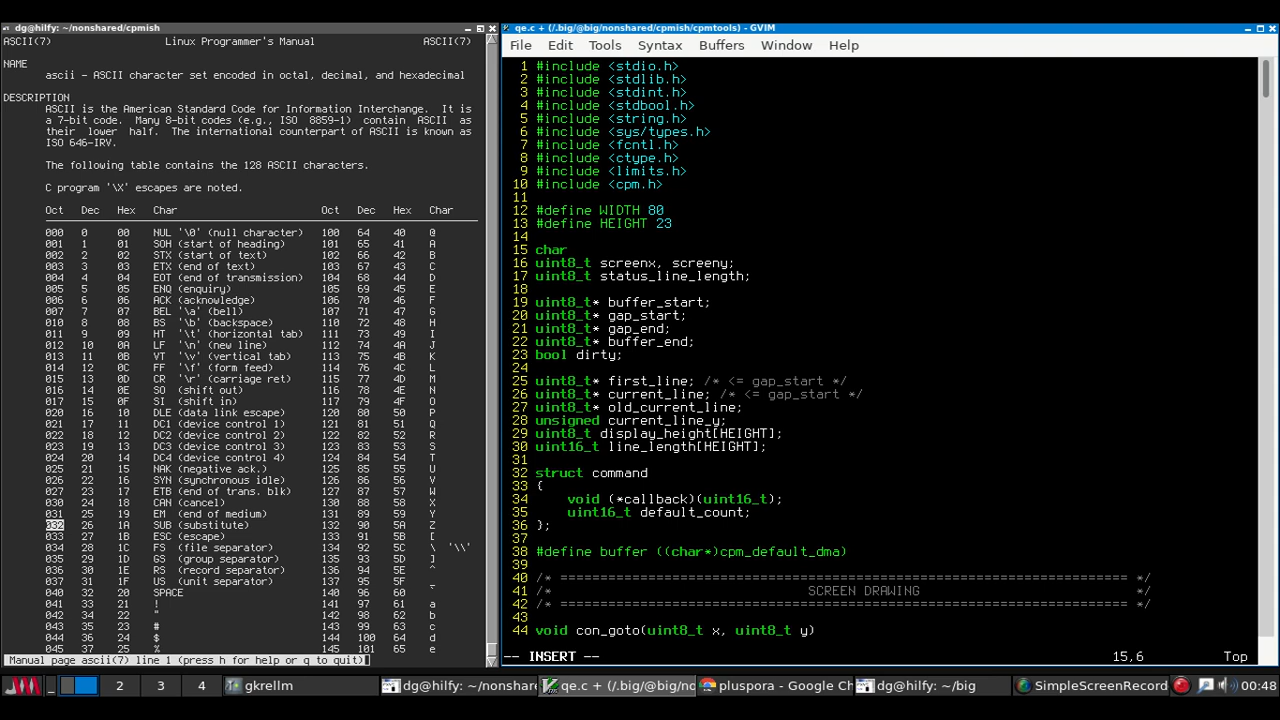 dg@hilfy: ~/nonshared/cpmish
ASCII(7) Linux Programmer's Manual ASCII(7)
NAME
ascii – ASCII character set encoded in octal, decimal, and hexadecimal
DESCRIPTION
ASCII is the American Standard Code for Information Interchange. It is
a 7-bit code. Many 8-bit codes (e.g., ISO 8859-1) contain ASCII as
their lower half. The international counterpart of ASCII is known as
ISO 646-IRV.
The following table contains the 128 ASCII characters.
C program '\X' escapes are noted.
Oct Dec Hex Char Oct Dec Hex Char
000 0 00 NUL '\0' (null character) 100 64 40 @
001 1 01 SOH (start of heading) 101 65 41 A
002 2 02 STX (start of text) 102 66 42 B
003 3 03 ETX (end of text) 103 67 43 C
004 4 04 EOT (end of transmission) 104 68 44 D
005 5 05 ENQ (enquiry) 105 69 45 E
006 6 06 ACK (acknowledge) 106 70 46 F
007 7 07 BEL '\a' (bell) 107 71 47 G
010 8 08 BS '\b' (backspace) 110 72 48 H
011 9 09 HT '\t' (horizontal tab) 111 73 49 I
012 10 0A LF '\n' (new line) 112 74 4A J
013 11 0B VT '\v' (vertical tab) 113 75 4B K
014 12 0C FF '\f' (form feed) 114 76 4C L
015 13 0D CR '\r' (carriage ret) 115 77 4D M
016 14 0E SO (shift out) 116 78 4E N
017 15 0F SI (shift in) 117 79 4F O
020 16 10 DLE (data link escape) 120 80 50 P
021 17 11 DC1 (device control 1) 121 81 51 Q
022 18 12 DC2 (device control 2) 122 82 52 R
023 19 13 DC3 (device control 3) 123 83 53 S
024 20 14 DC4 (device control 4) 124 84 54 T
025 21 15 NAK (negative ack.) 125 85 55 U
026 22 16 SYN (synchronous idle) 126 86 56 V
027 23 17 ETB (end of trans. blk) 127 87 57 W
030 24 18 CAN (cancel) 130 88 58 X
031 25 19 EM (end of medium) 131 89 59 Y
032 26 1A SUB (substitute) 132 90 5A Z
033 27 1B ESC (escape) 133 91 5B [
034 28 1C FS (file separator) 134 92 5C \ '\\'
035 29 1D GS (group separator) 135 93 5D ]
036 30 1E RS (record separator) 136 94 5E ^
037 31 1F US (unit separator) 137 95 5F _
040 32 20 SPACE 140 96 60 `
041 33 21 ! 141 97 61 a
042 34 22 " 142 98 62 b
043 35 23 # 143 99 63 c
044 36 24 $ 144 100 64 d
045 37 25 % 145 101 65 e
Manual page ascii(7) line 1 (press h for help or q to quit)
qe.c + (/.big/@big/nonshared/cpmish/cpmtools) - GVIM
File Edit Tools Syntax Buffers Window Help
1 #include <stdio.h>
2 #include <stdlib.h>
3 #include <stdint.h>
4 #include <stdbool.h>
5 #include <string.h>
6 #include <sys/types.h>
7 #include <fcntl.h>
8 #include <ctype.h>
9 #include <limits.h>
10 #include <cpm.h>
11
12 #define WIDTH 80
13 #define HEIGHT 23
14
15 char
16 uint8_t screenx, screeny;
17 uint8_t status_line_length;
18
19 uint8_t* buffer_start;
20 uint8_t* gap_start;
21 uint8_t* gap_end;
22 uint8_t* buffer_end;
23 bool dirty;
24
25 uint8_t* first_line; /* <= gap_start */
26 uint8_t* current_line; /* <= gap_start */
27 uint8_t* old_current_line;
28 unsigned current_line_y;
29 uint8_t display_height[HEIGHT];
30 uint16_t line_length[HEIGHT];
31
32 struct command
33 {
34 void (*callback)(uint16_t);
35 uint16_t default_count;
36 };
37
38 #define buffer ((char*)cpm_default_dma)
39
40 /* ======================================================================= */
41 /* SCREEN DRAWING */
42 /* ======================================================================= */
43
44 void con_goto(uint8_t x, uint8_t y)
-- INSERT -- 15,6 Top
2 3 4 gkrellm dg@hilfy: ~/nonshare qe.c + (/.big/@big/no pluspora - Google Ch dg@hilfy: ~/big SimpleScreenRecord 00:48